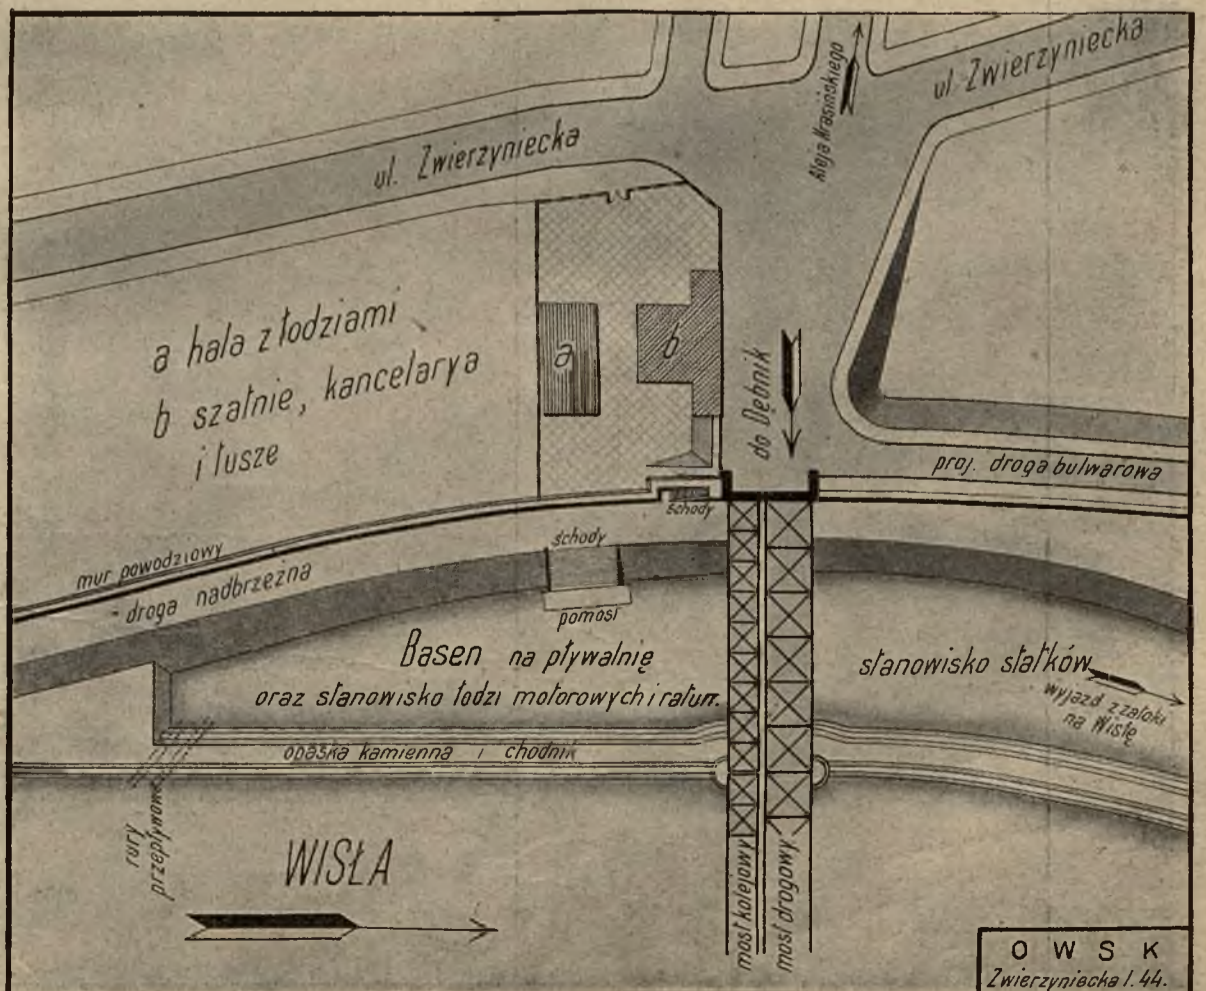 ul. Zwierzyniecka
Aleja Krasińskiego
ul. Zwierzyniecka
a hala z łodziami
b szatnie, kancelarya
i tusze
a
b
do Dębnik
proj. droga bulwarowa
schody
mur powodziowy
droga nadbrzeżna
schody
pomost
Basen na pływalnię
oraz stanowisko łodzi motorowych i ratun.
stanowisko statków
wyjazd z zatoki
na Wisłę
opaska kamienna i chodnik
rury
przepływowe
WISŁA
most kolejowy
most drogowy
O W S K
Zwierzyniecka l. 44.